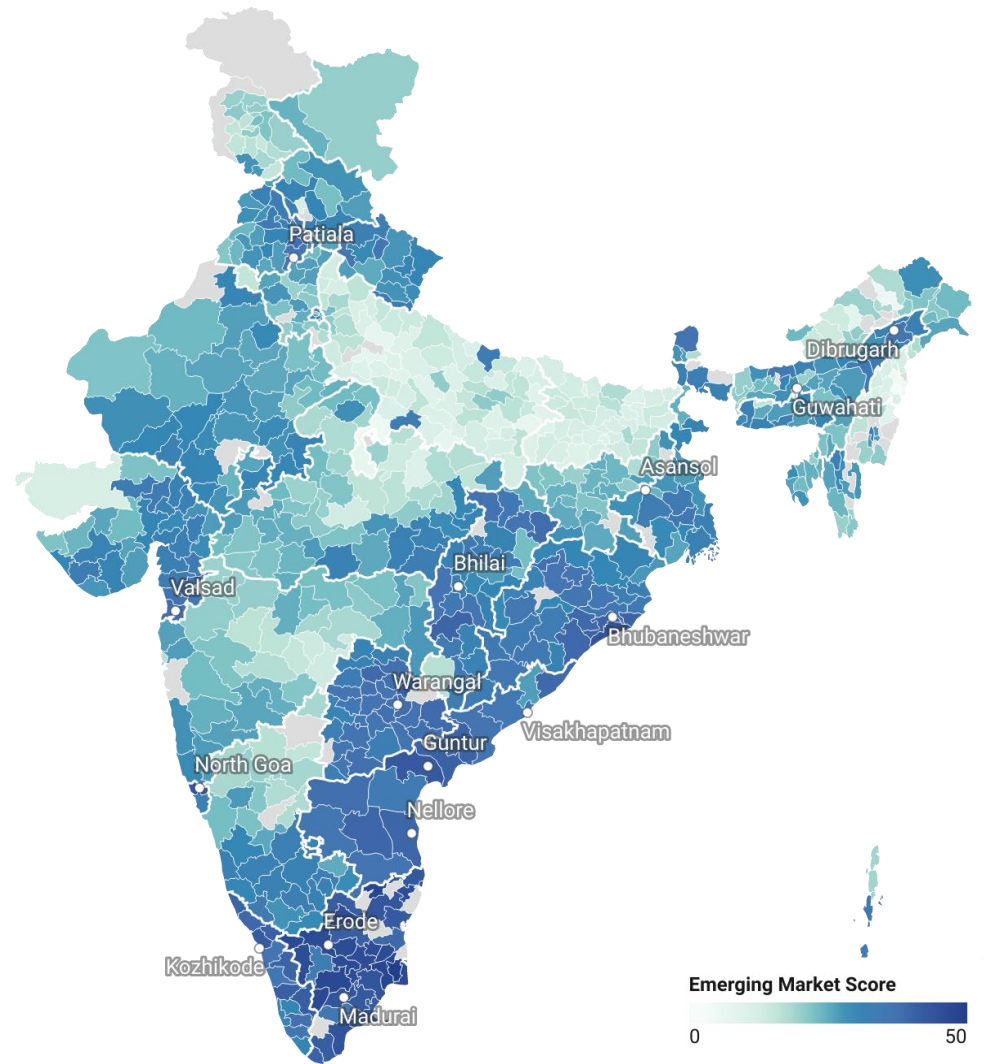 Patiala
Dibrugarh
Guwahati
Asansol
Bhilai
Valsad
Bhubaneshwar
Warangal
Visakhapatnam
Guntur
North Goa
Nellore
Erode
Kozhikode
Madurai
Emerging Market Score
0 50